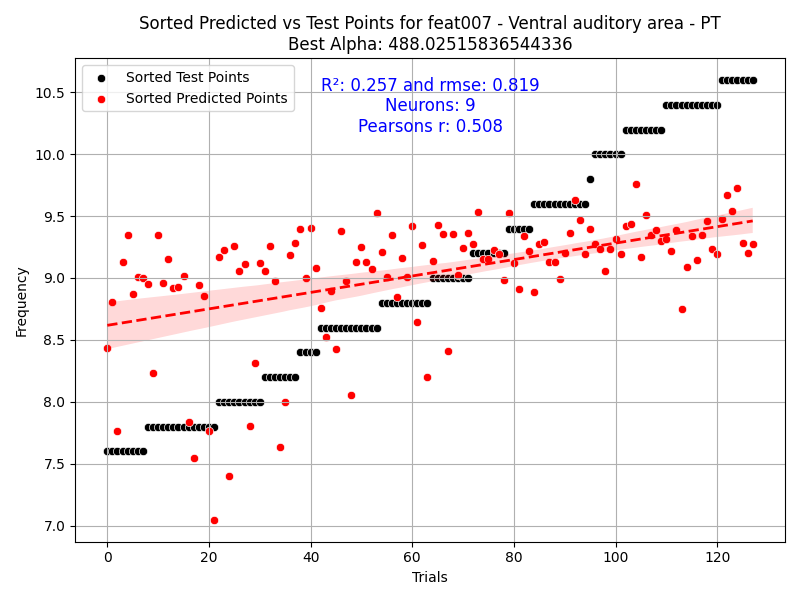 Sorted Predicted vs Test Points for feat007 - Ventral auditory area - PT
Best Alpha: 488.02515836544336
Sorted Test Points
Sorted Predicted Points
R²: 0.257 and rmse: 0.819
Neurons: 9
Pearsons r: 0.508
Frequency
10.5
10.0
9.5
9.0
8.5
8.0
7.5
7.0
0 20 40 60 80 100 120
Trials